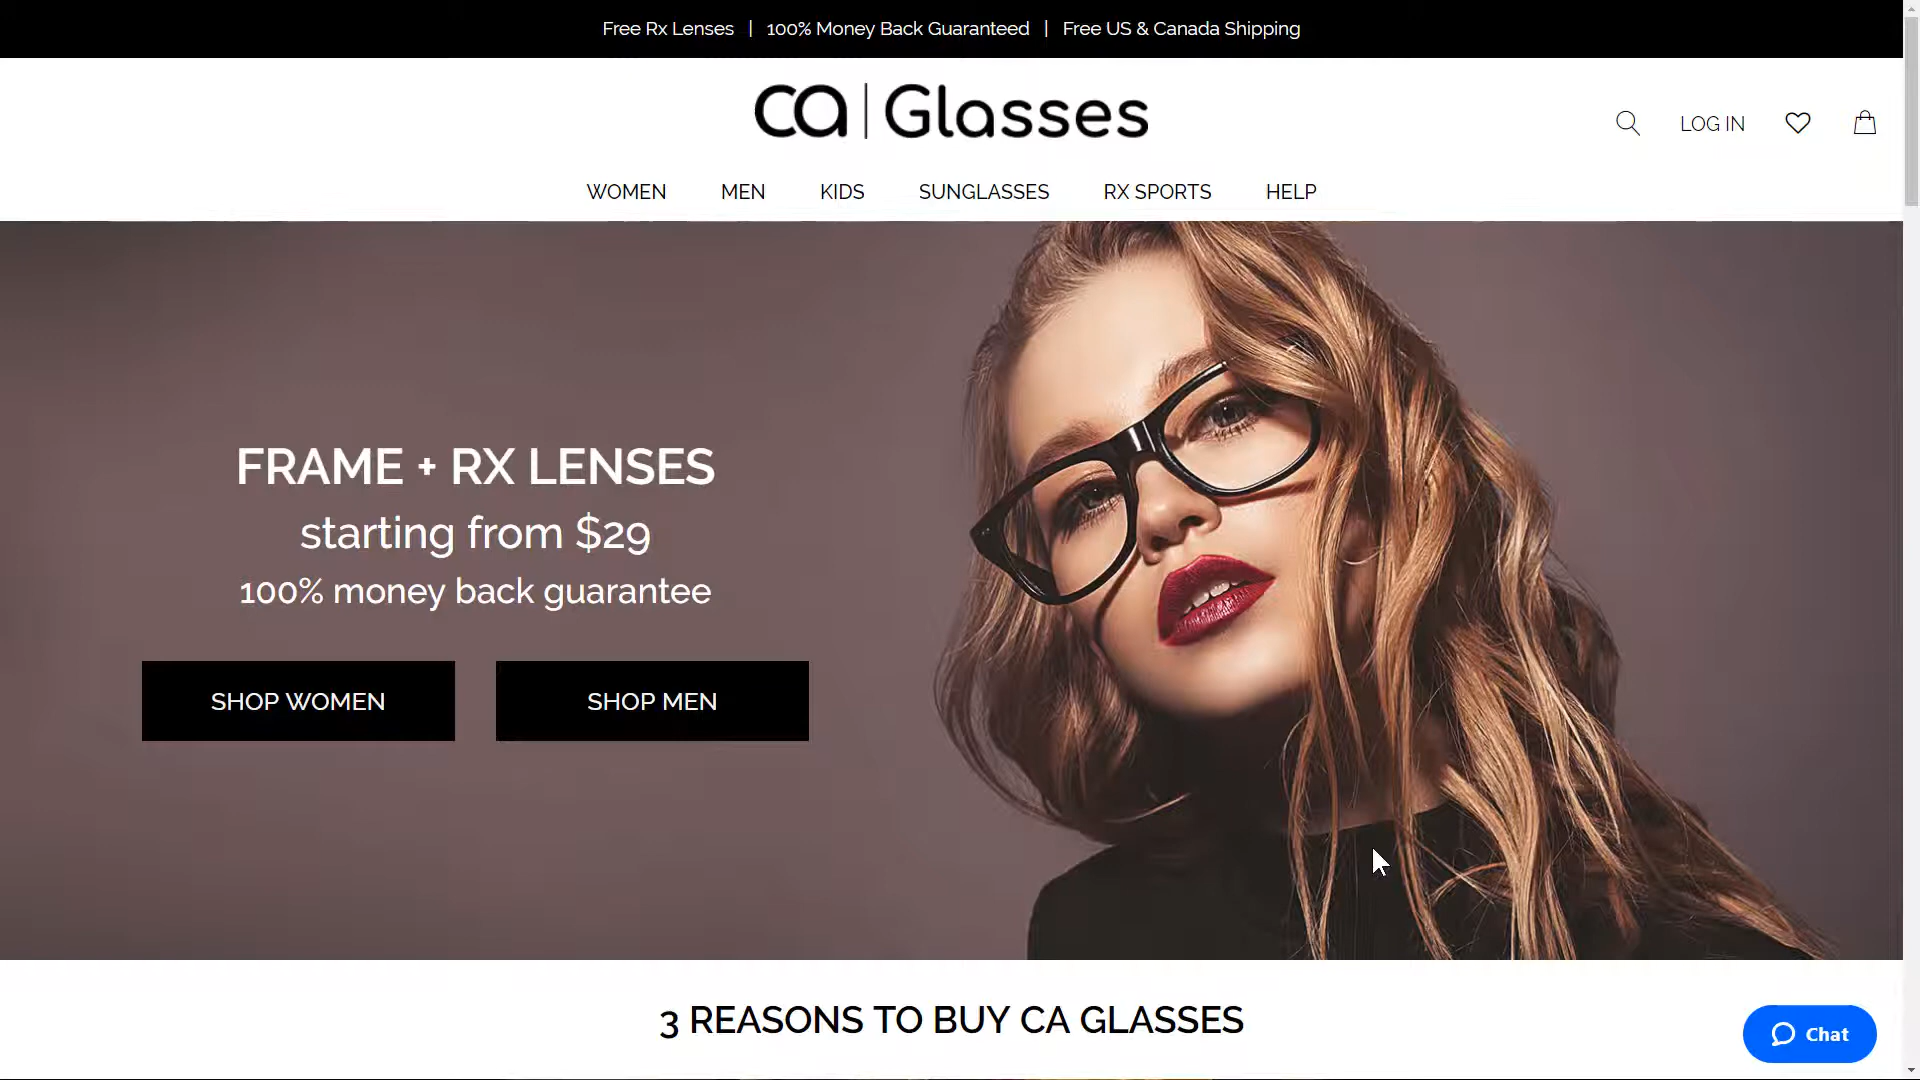 Free Rx Lenses | 100% Money Back Guaranteed | Free US & Canada Shipping
ca | Glasses
LOG IN
WOMEN MEN KIDS SUNGLASSES RX SPORTS HELP
FRAME + RX LENSES
starting from $29
100% money back guarantee
SHOP WOMEN SHOP MEN
3 REASONS TO BUY CA GLASSES
Chat